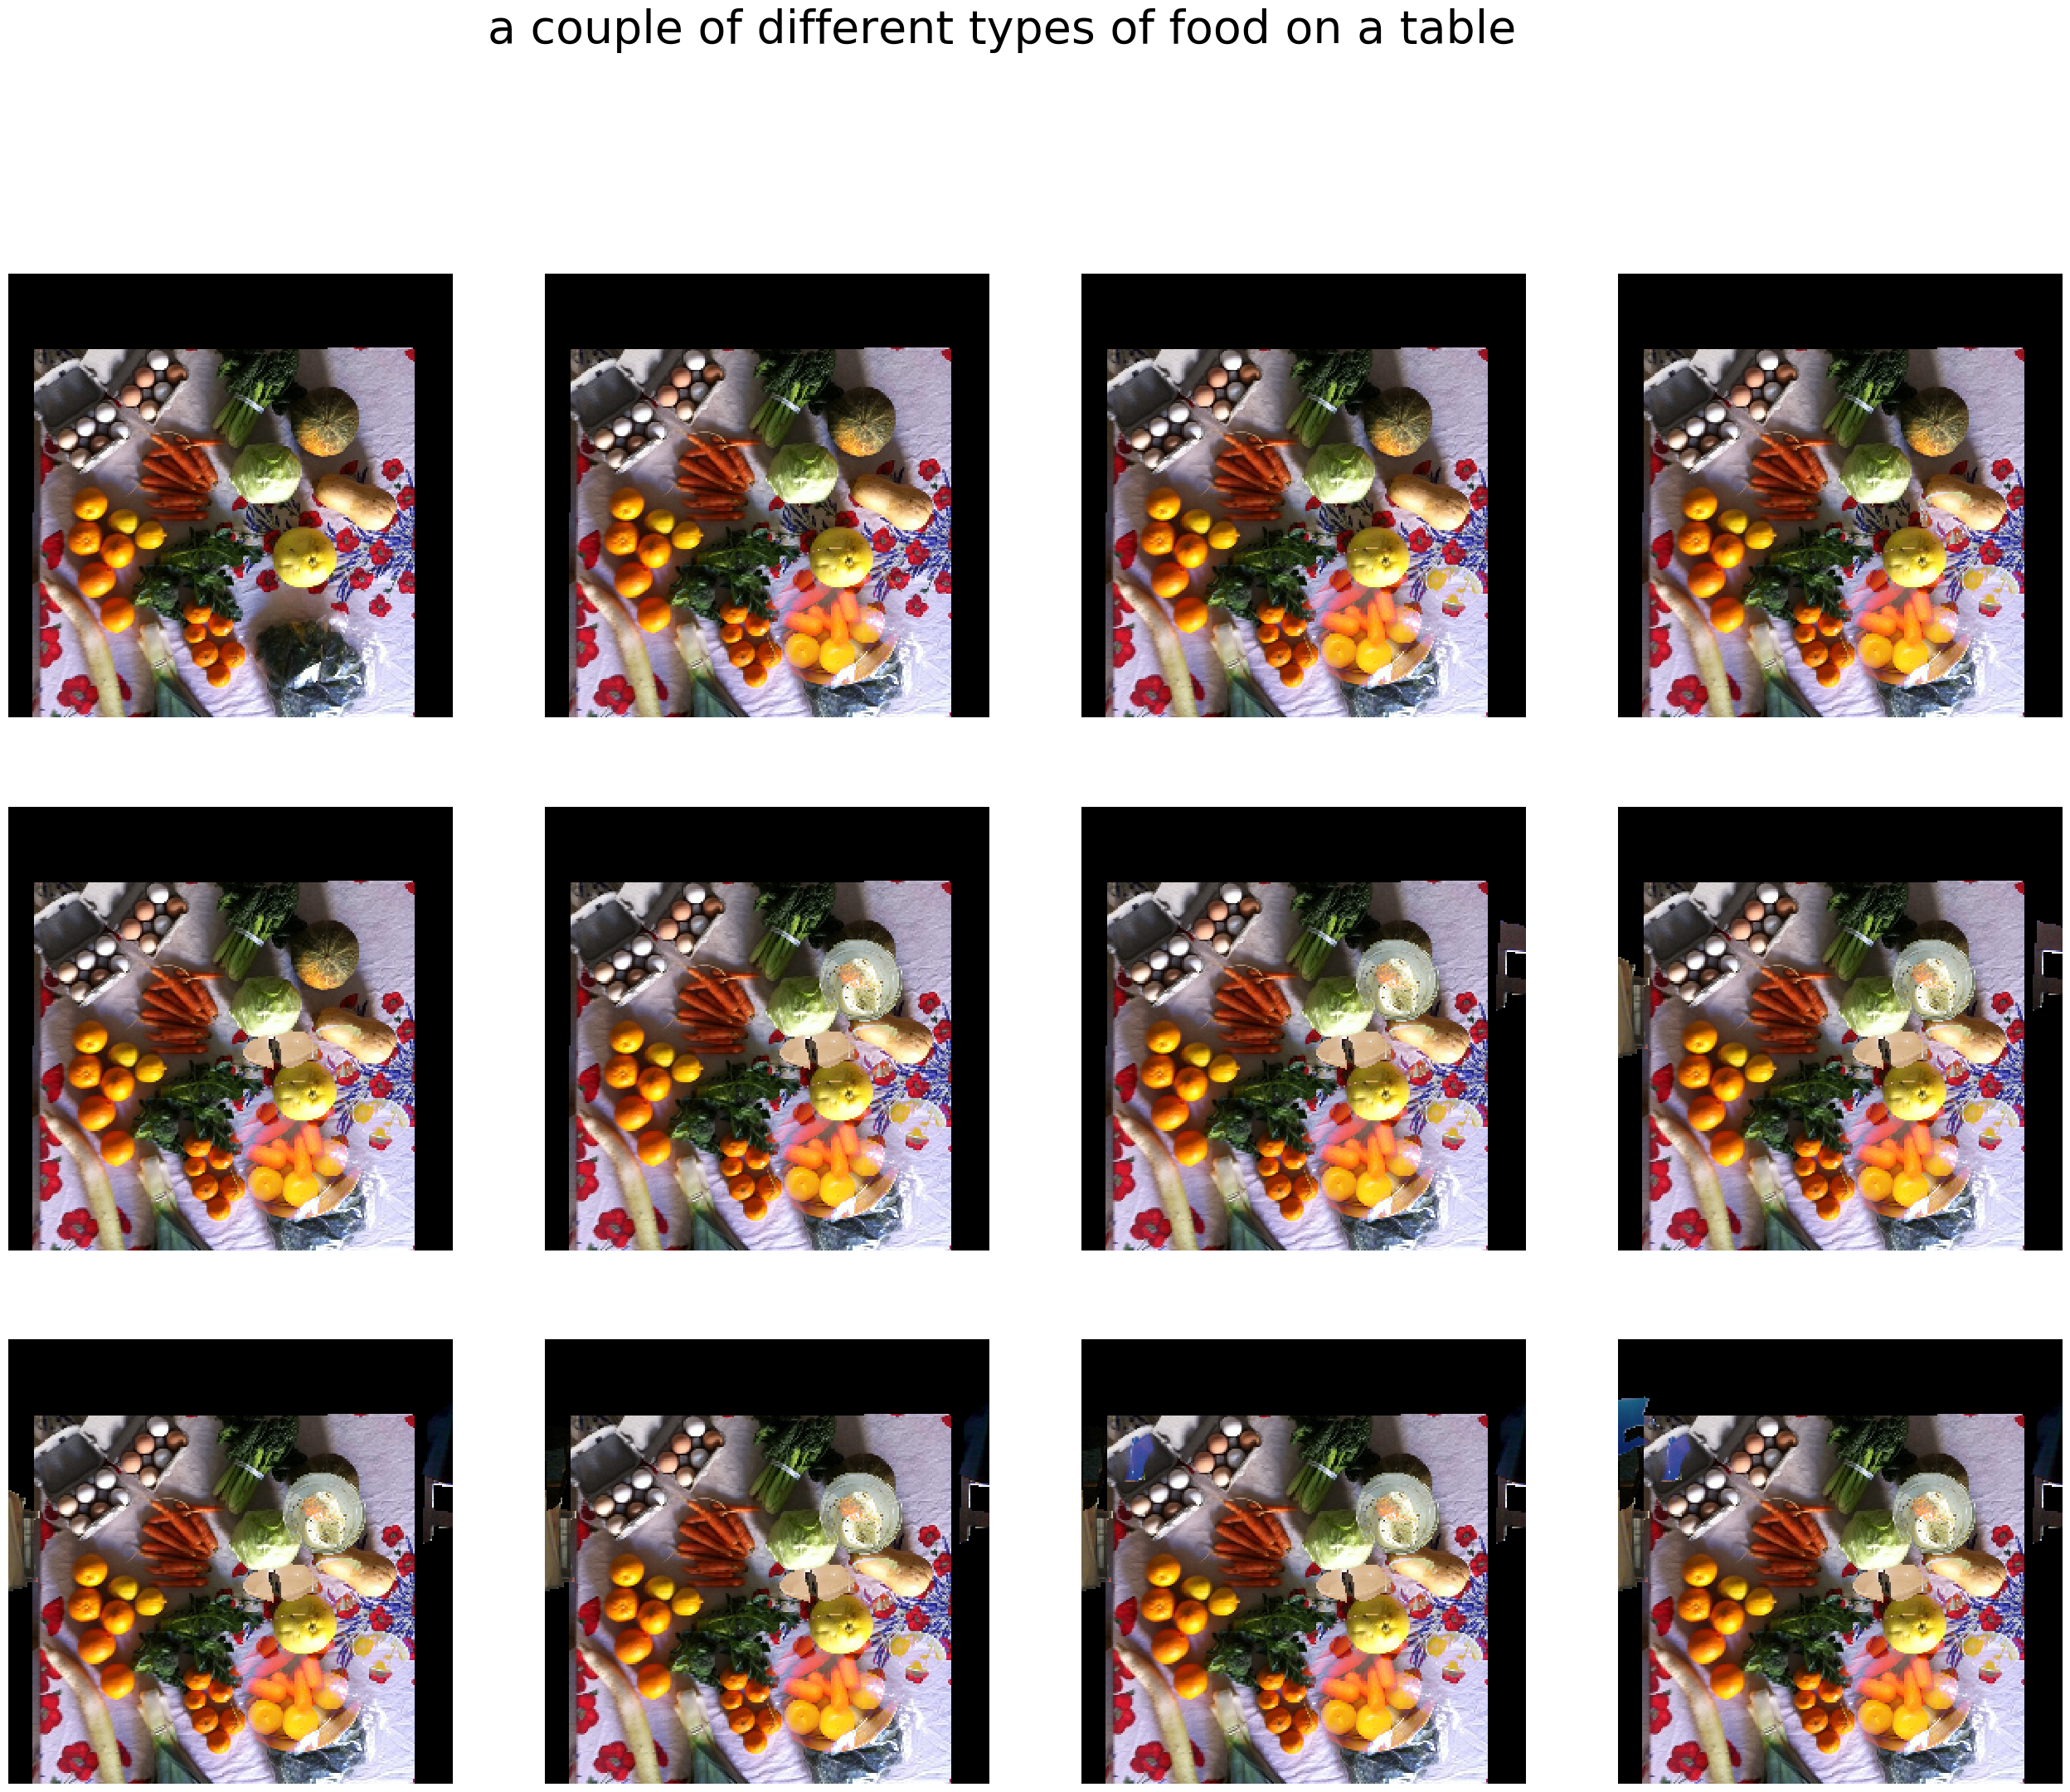 a couple of different types of food on a table